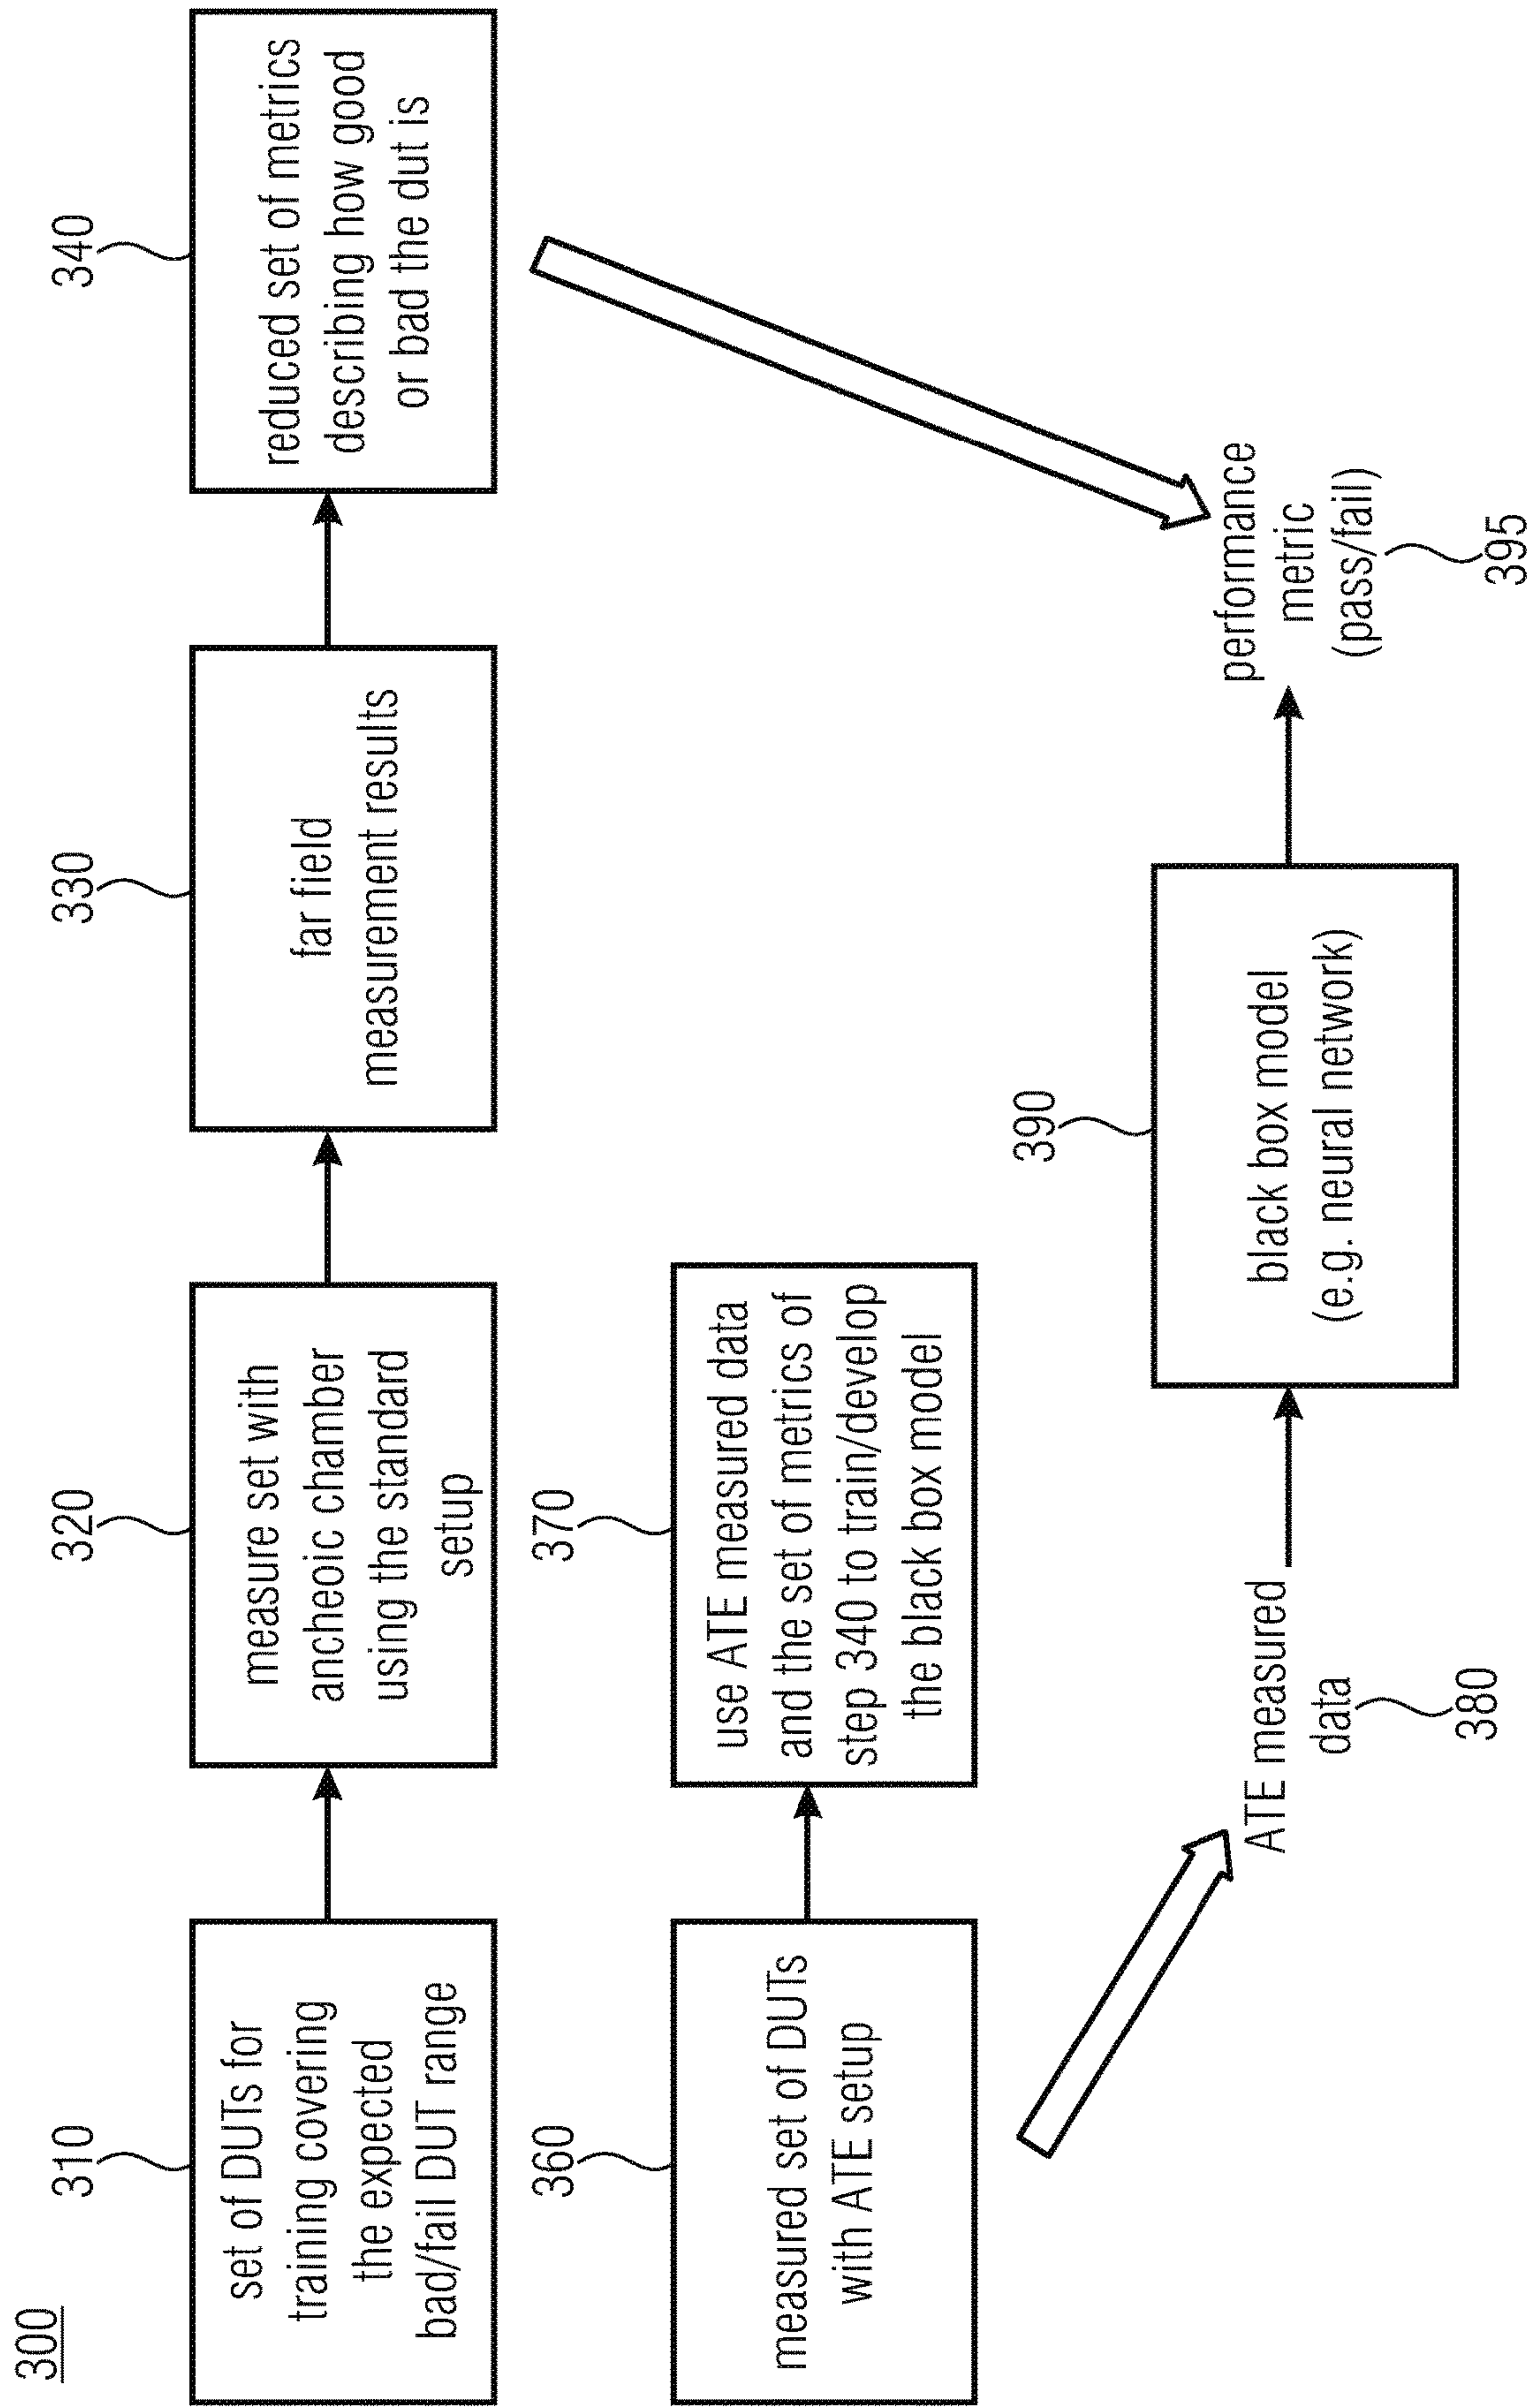 300
310
set of DUTs for
training covering
the expected
bad/fail DUT range
320
measure set with
ancheoic chamber
using the standard
setup
330
far field
measurement results
340
reduced set of metrics
describing how good
or bad the dut is
360
measured set of DUTs
with ATE setup
370
use ATE measured data
and the set of metrics of
step 340 to train/develop
the black box model
ATE measured
data
380
390
black box model
(e.g. neural network)
performance
metric
(pass/fail)
395